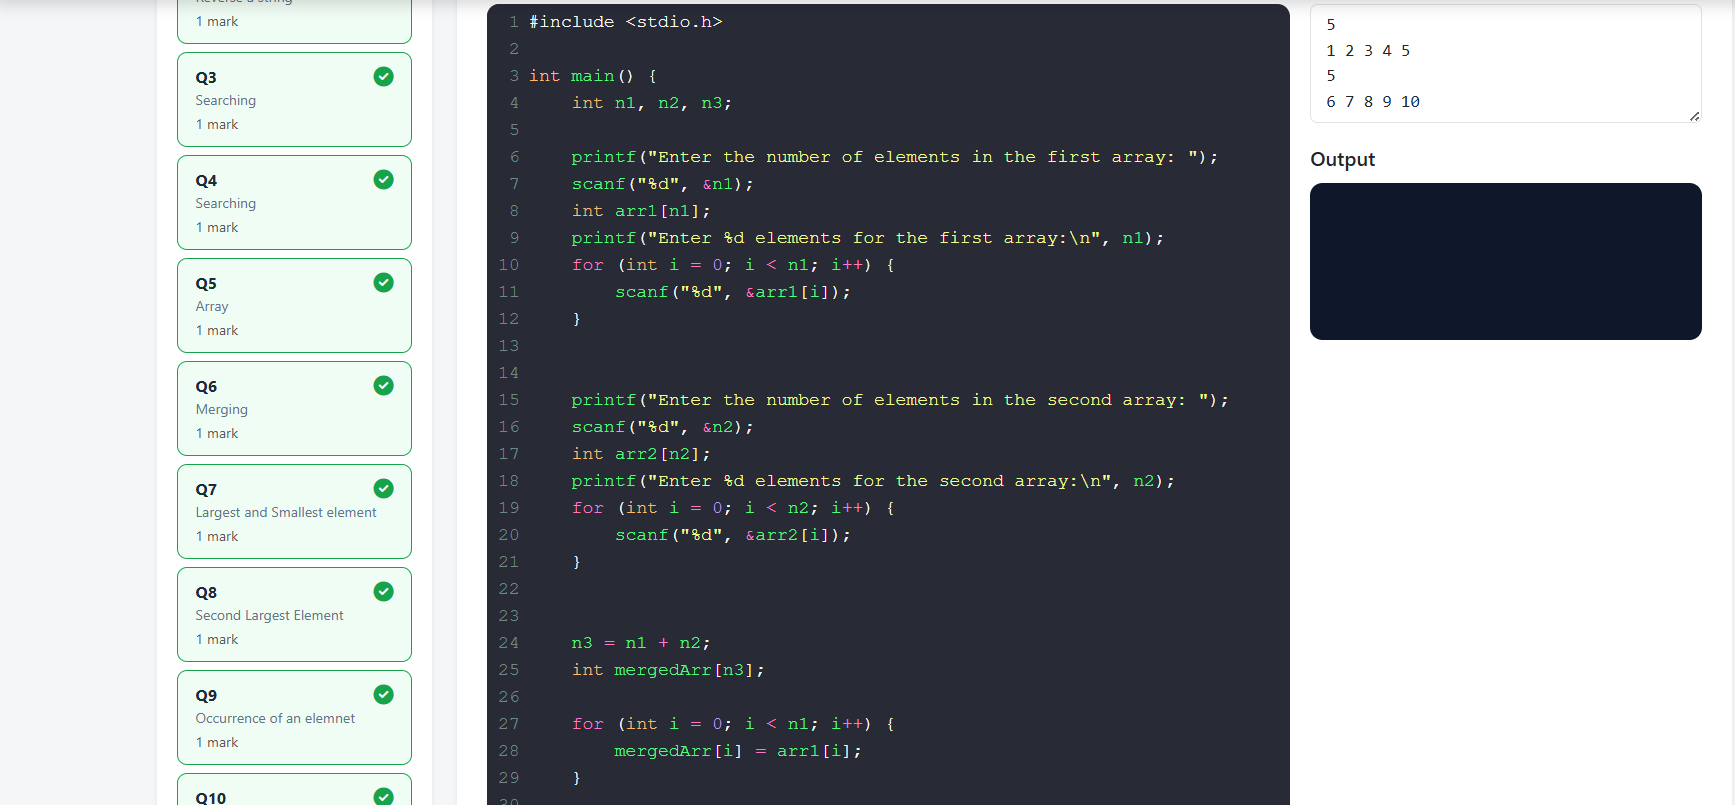 Reverse a string
1 mark
Q3
Searching
1 mark
Q4
Searching
1 mark
Q5
Array
1 mark
Q6
Merging
1 mark
Q7
Largest and Smallest element
1 mark
Q8
Second Largest Element
1 mark
Q9
Occurrence of an elemnet
1 mark
Q10
1 #include <stdio.h>
2
3 int main() {
4     int n1, n2, n3;
5
6     printf("Enter the number of elements in the first array: ");
7     scanf("%d", &n1);
8     int arr1[n1];
9     printf("Enter %d elements for the first array:\n", n1);
10     for (int i = 0; i < n1; i++) {
11         scanf("%d", &arr1[i]);
12     }
13
14
15     printf("Enter the number of elements in the second array: ");
16     scanf("%d", &n2);
17     int arr2[n2];
18     printf("Enter %d elements for the second array:\n", n2);
19     for (int i = 0; i < n2; i++) {
20         scanf("%d", &arr2[i]);
21     }
22
23
24     n3 = n1 + n2;
25     int mergedArr[n3];
26
27     for (int i = 0; i < n1; i++) {
28         mergedArr[i] = arr1[i];
29     }
30
5
1 2 3 4 5
5
6 7 8 9 10
Output